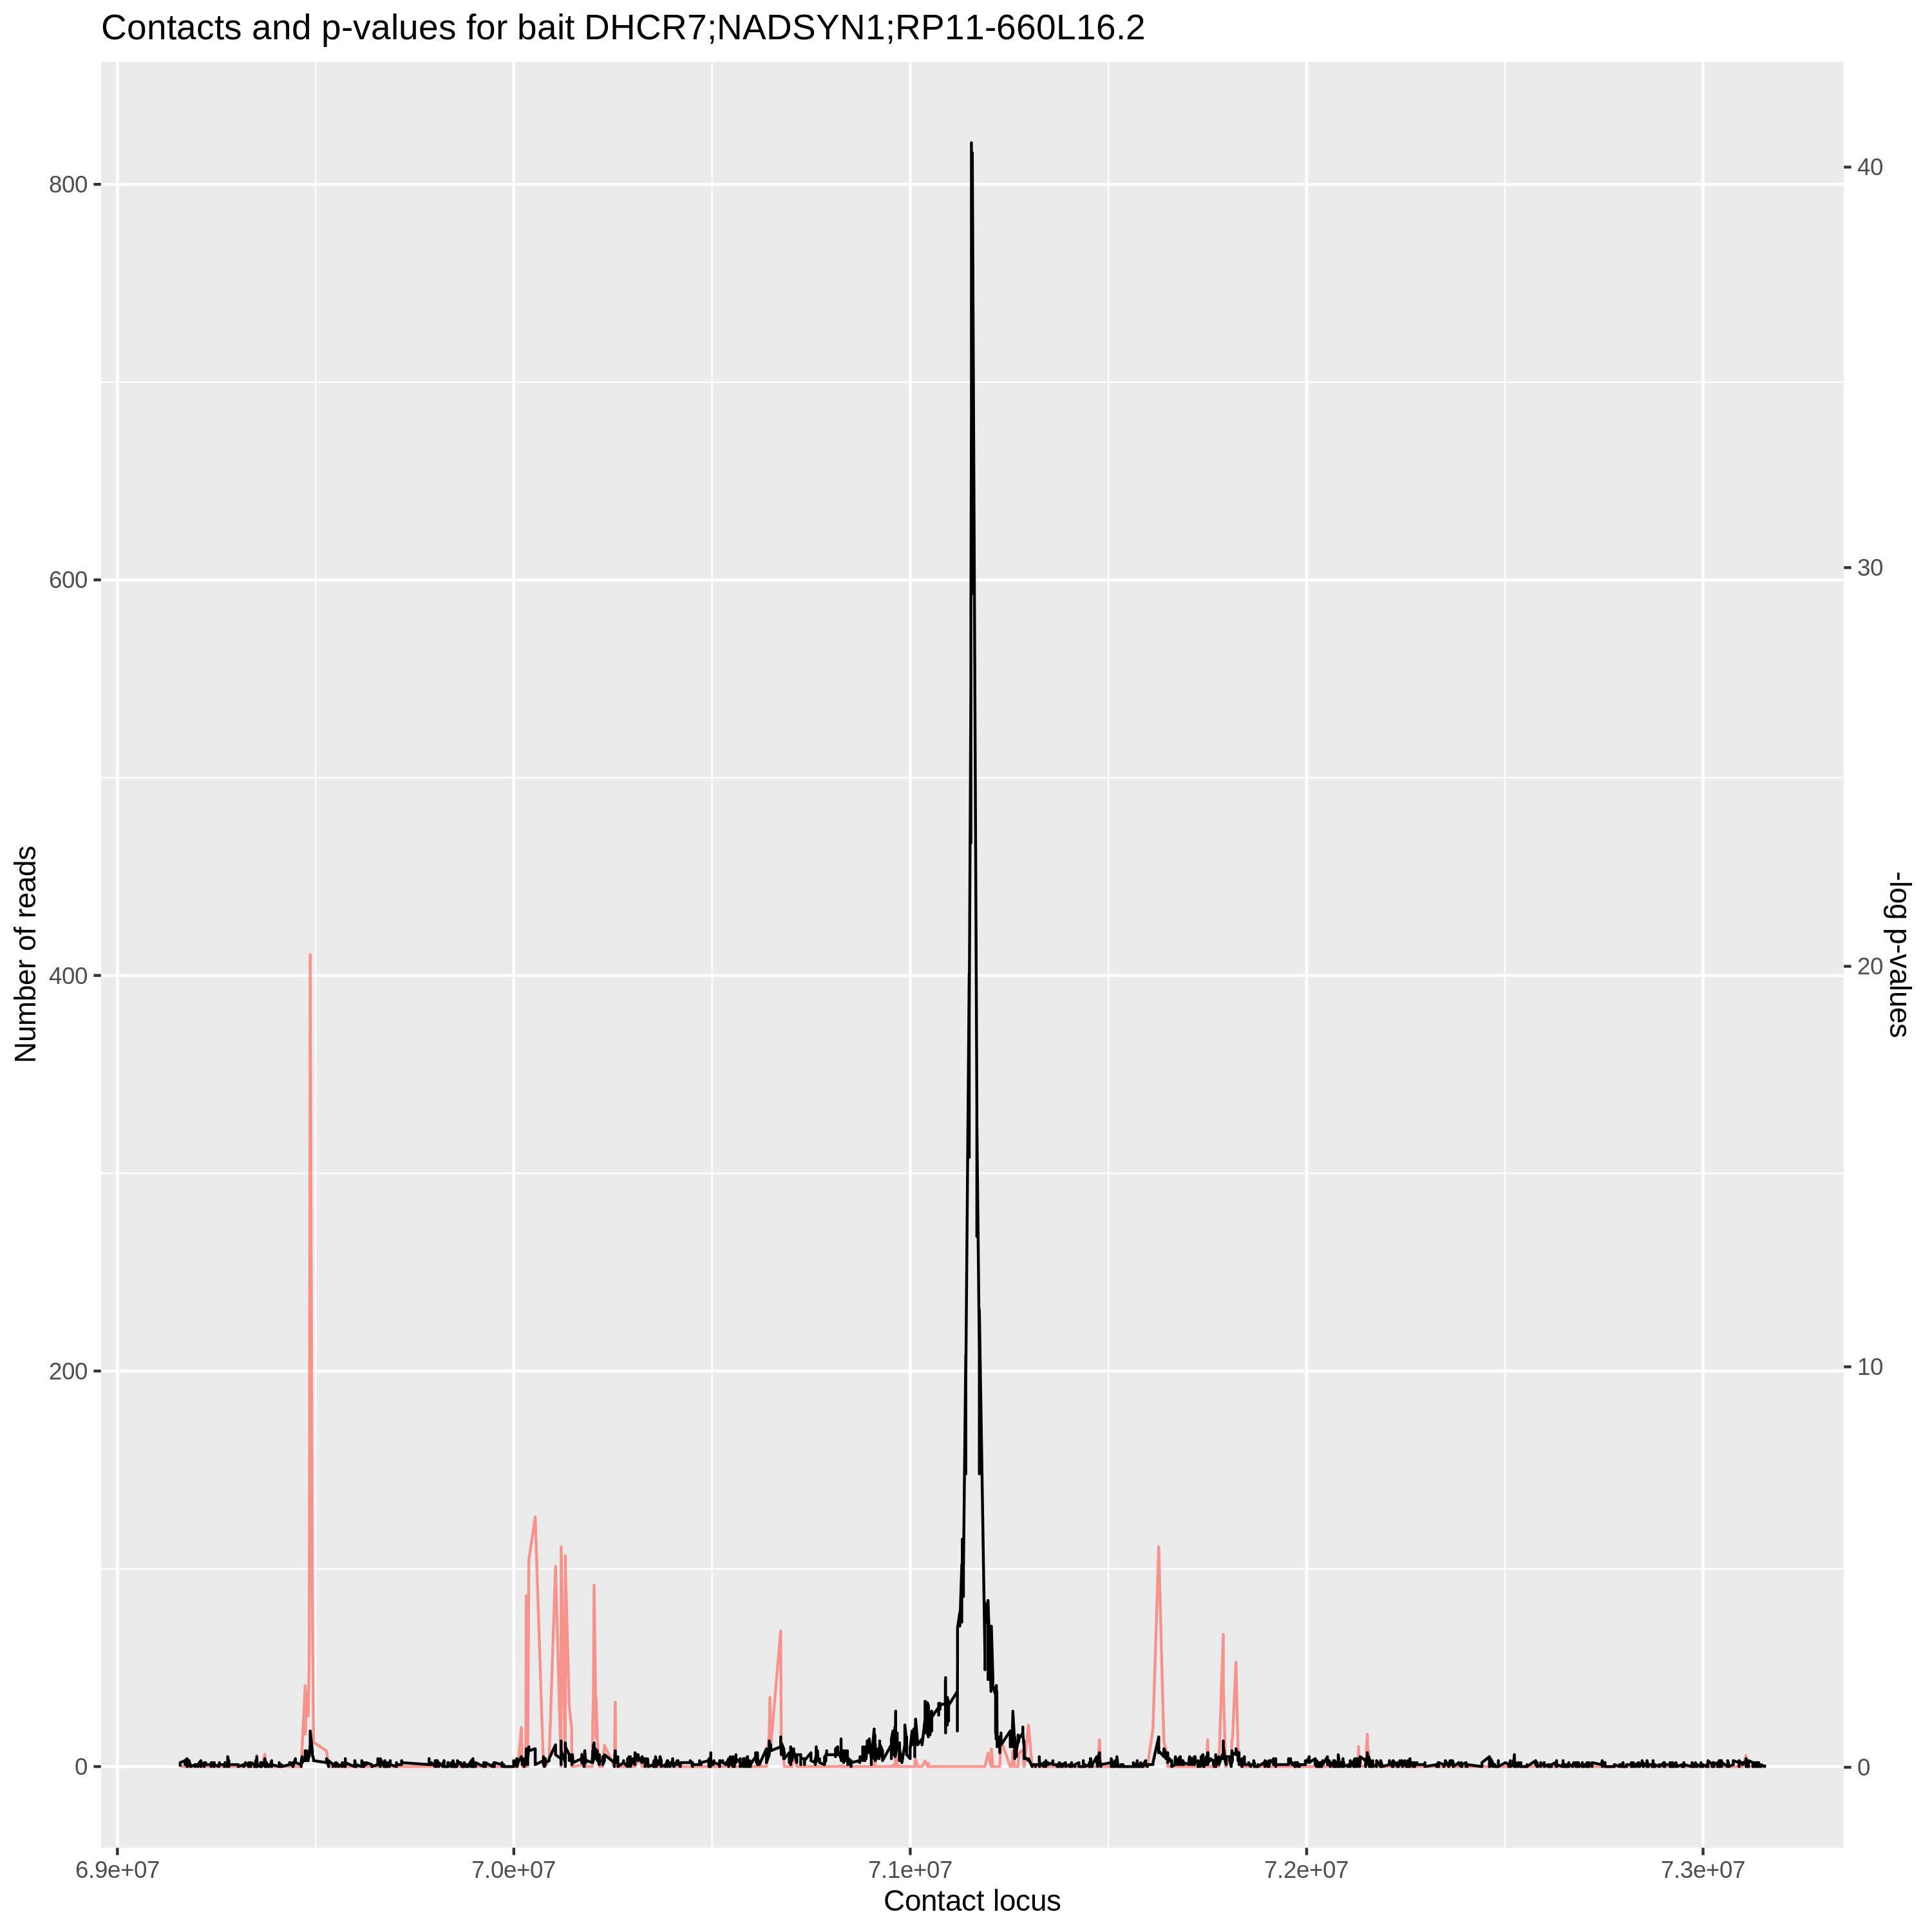 Contacts and p-values for bait DHCR7;NADSYN1;RP11-660L16.2
Number of reads
800
600
400
200
0
40
30
20
10
0
-log p-values
6.9e+07 7.0e+07 7.1e+07 7.2e+07 7.3e+07
Contact locus